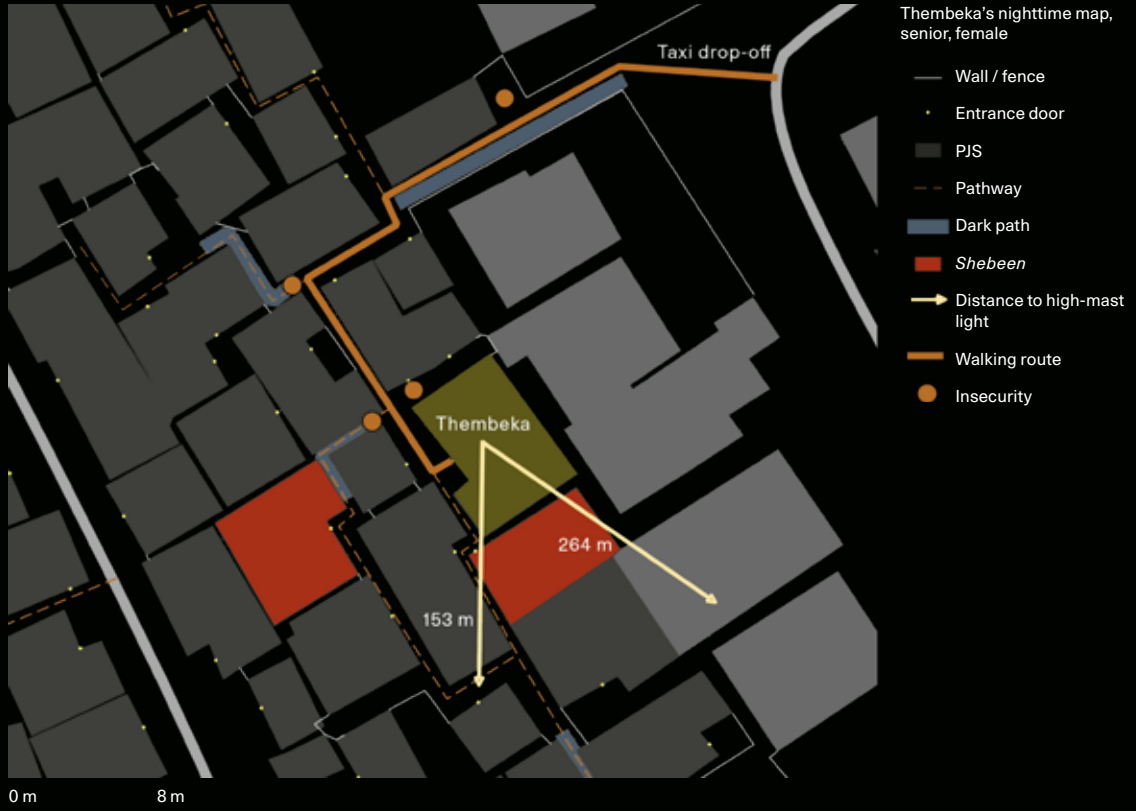 Thembeka’s nighttime map,
senior, female
Taxi drop-off
Wall / fence
Entrance door
PJS
Pathway
Dark path
Shebeen
Distance to high-mast
light
Walking route
Insecurity
Thembeka
264 m
153 m
0 m 8 m